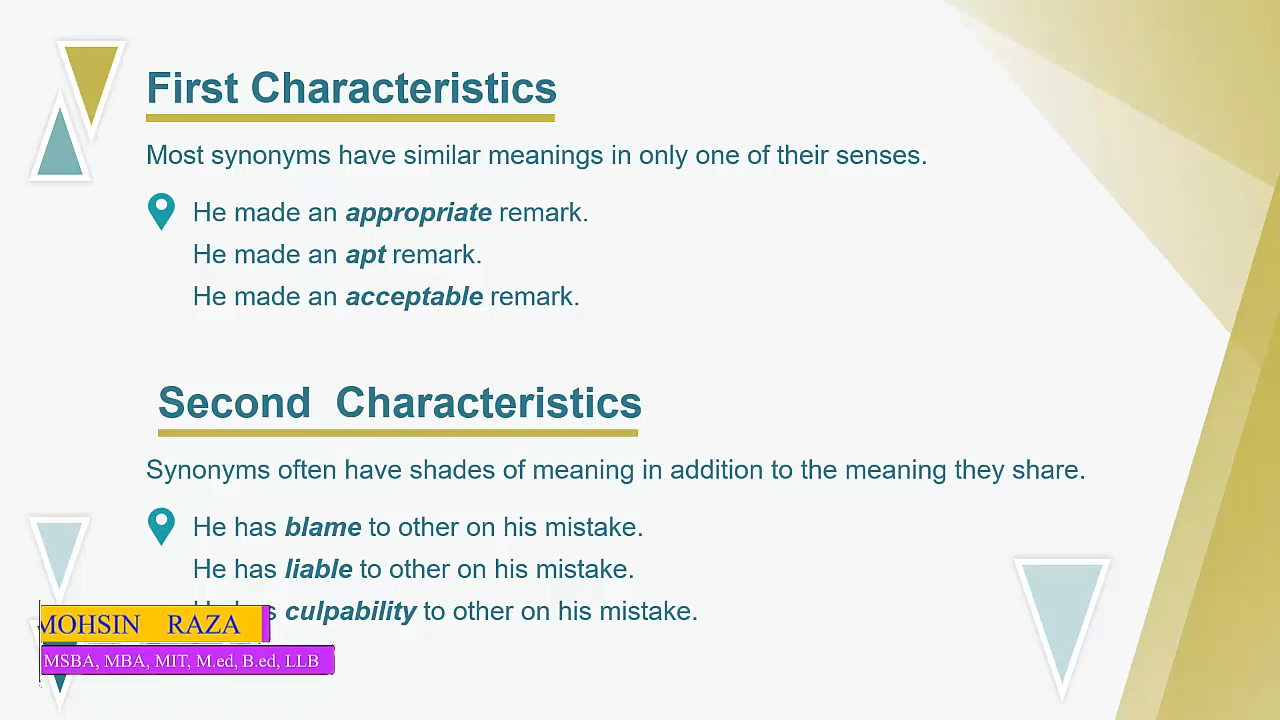 First Characteristics
Most synonyms have similar meanings in only one of their senses.
He made an appropriate remark.
He made an apt remark.
He made an acceptable remark.
Second Characteristics
Synonyms often have shades of meaning in addition to the meaning they share.
He has blame to other on his mistake.
He has liable to other on his mistake.
culpability to other on his mistake.
MOHSIN RAZA
MSBA, MBA, MIT, M.ed, B.ed, LLB